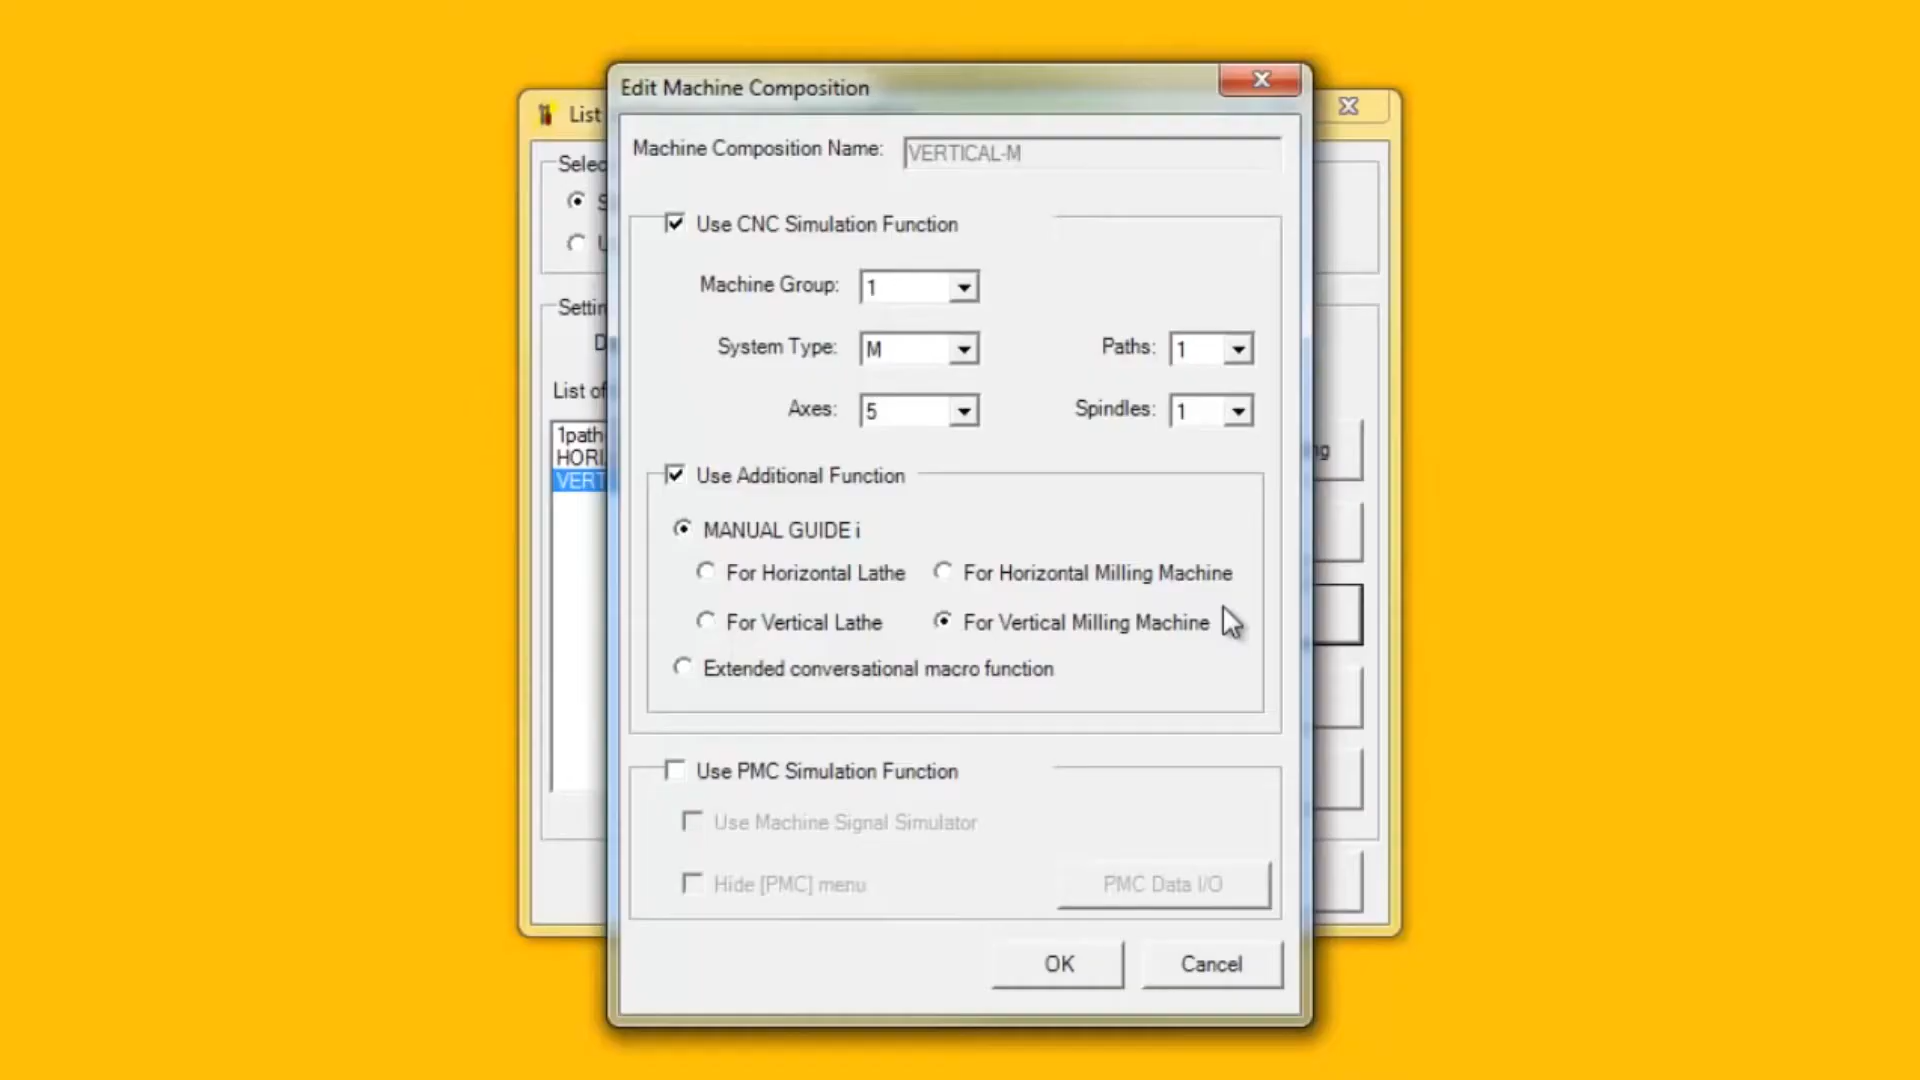 Edit Machine Composition
List
Machine Composition Name: VERTICAL-M
Use CNC Simulation Function
Machine Group: 1
System Type: M Paths: 1
Axes: 5 Spindles: 1
List of
1path
HORI
VERT
Use Additional Function
MANUAL GUIDE i
For Horizontal Lathe For Horizontal Milling Machine
For Vertical Lathe For Vertical Milling Machine
Extended conversational macro function
Use PMC Simulation Function
Use Machine Signal Simulator
Hide [PMC] menu PMC Data I/O
OK Cancel